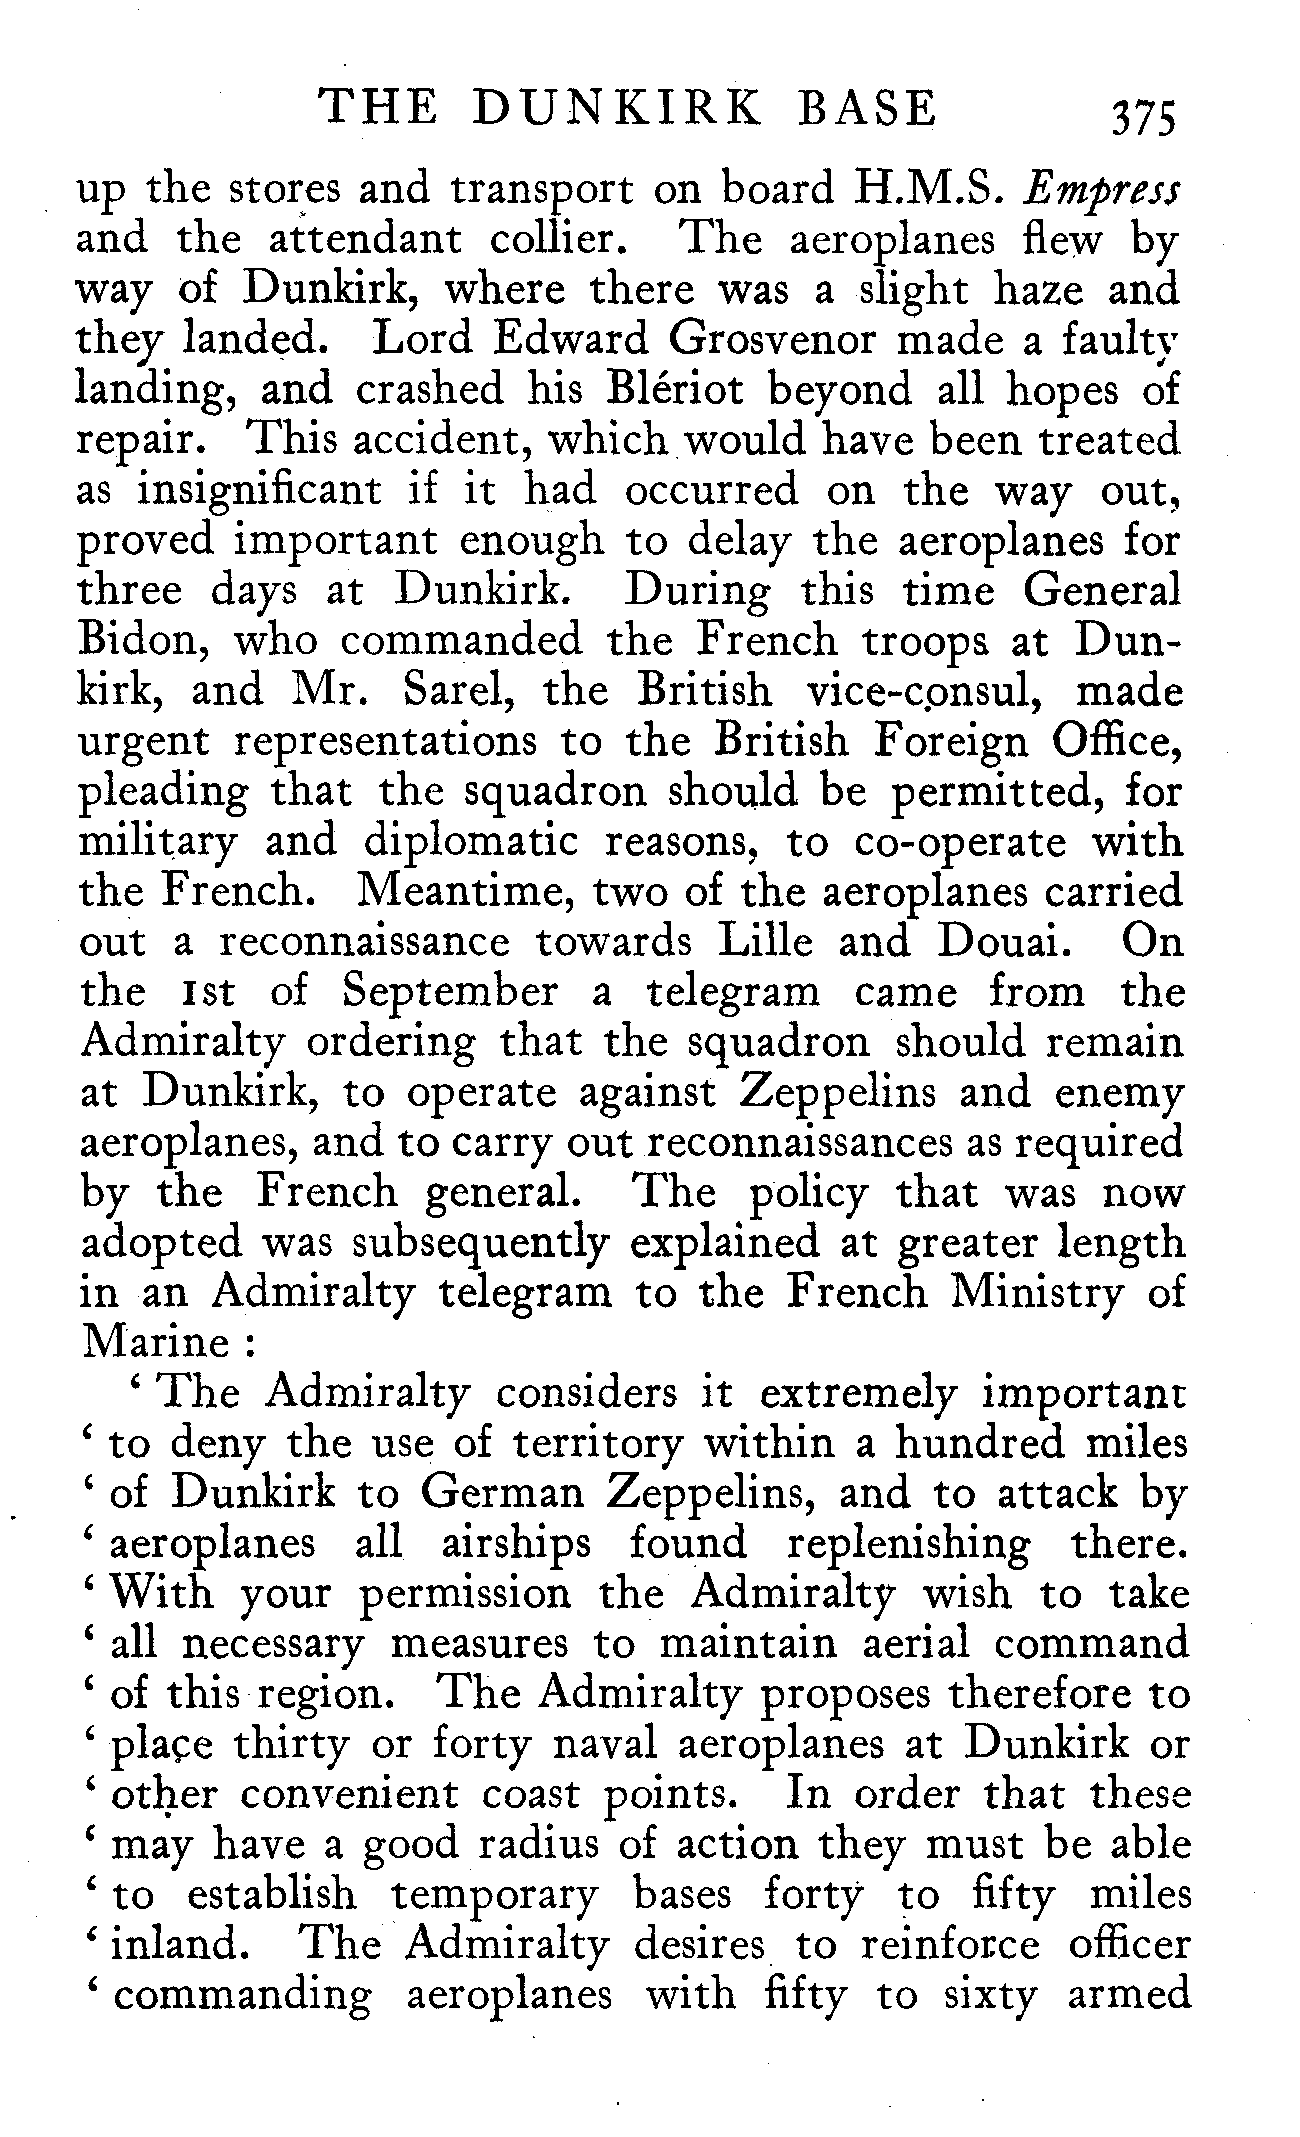 THE DUNKIRK BASE 375
up the stores and transport on board H.M.S. Empress
and the attendant collier. The aeroplanes flew by
way of Dunkirk, where there was a slight haze and
they landed. Lord Edward Grosvenor made a faulty
landing, and crashed his Blériot beyond all hopes of
repair. This accident, which would have been treated
as insignificant if it had occurred on the way out,
proved important enough to delay the aeroplanes for
three days at Dunkirk. During this time General
Bidon, who commanded the French troops at Dun-
kirk, and Mr. Sarel, the British vice-consul, made
urgent representations to the British Foreign Office,
pleading that the squadron should be permitted, for
military and diplomatic reasons, to co-operate with
the French. Meantime, two of the aeroplanes carried
out a reconnaissance towards Lille and Douai. On
the 1st of September a telegram came from the
Admiralty ordering that the squadron should remain
at Dunkirk, to operate against Zeppelins and enemy
aeroplanes, and to carry out reconnaissances as required
by the French general. The policy that was now
adopted was subsequently explained at greater length
in an Admiralty telegram to the French Ministry of
Marine :
‘ The Admiralty considers it extremely important
‘ to deny the use of territory within a hundred miles
‘ of Dunkirk to German Zeppelins, and to attack by
‘ aeroplanes all airships found replenishing there.
‘ With your permission the Admiralty wish to take
‘ all necessary measures to maintain aerial command
‘ of this region. The Admiralty proposes therefore to
‘ place thirty or forty naval aeroplanes at Dunkirk or
‘ other convenient coast points. In order that these
‘ may have a good radius of action they must be able
‘ to establish temporary bases forty to fifty miles
‘ inland. The Admiralty desires to reinforce officer
‘ commanding aeroplanes with fifty to sixty armed